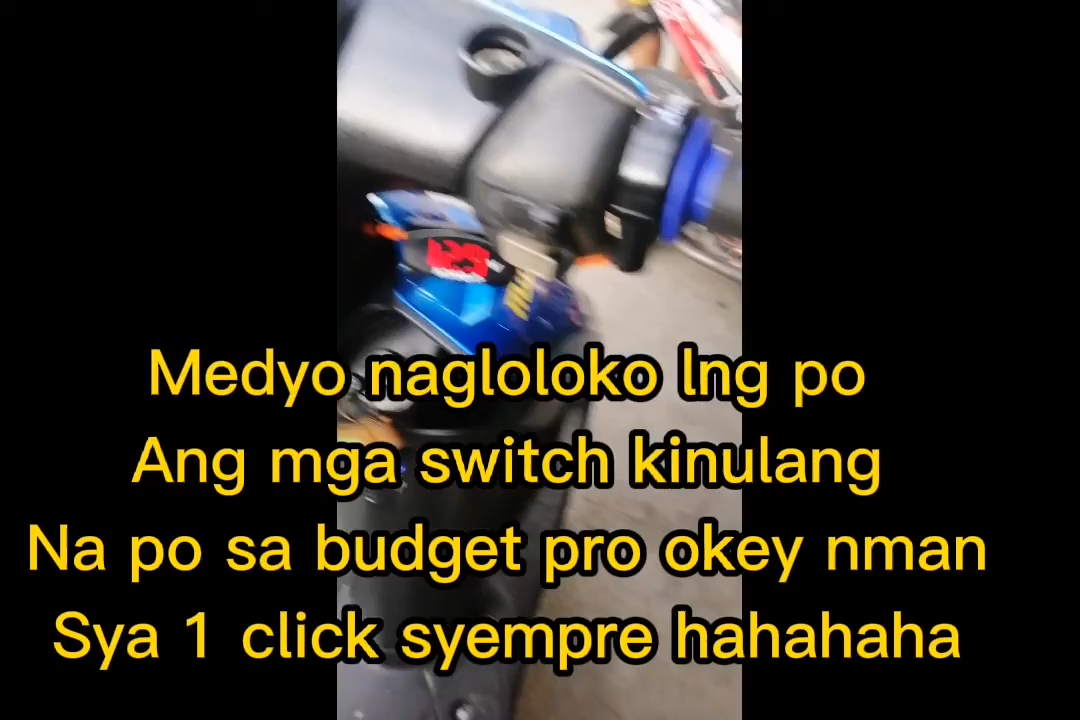 Medyo nagloloko lng po
Ang mga switch kinulang
Na po sa budget pro okey nman
Sya 1 click syempre hahahaha